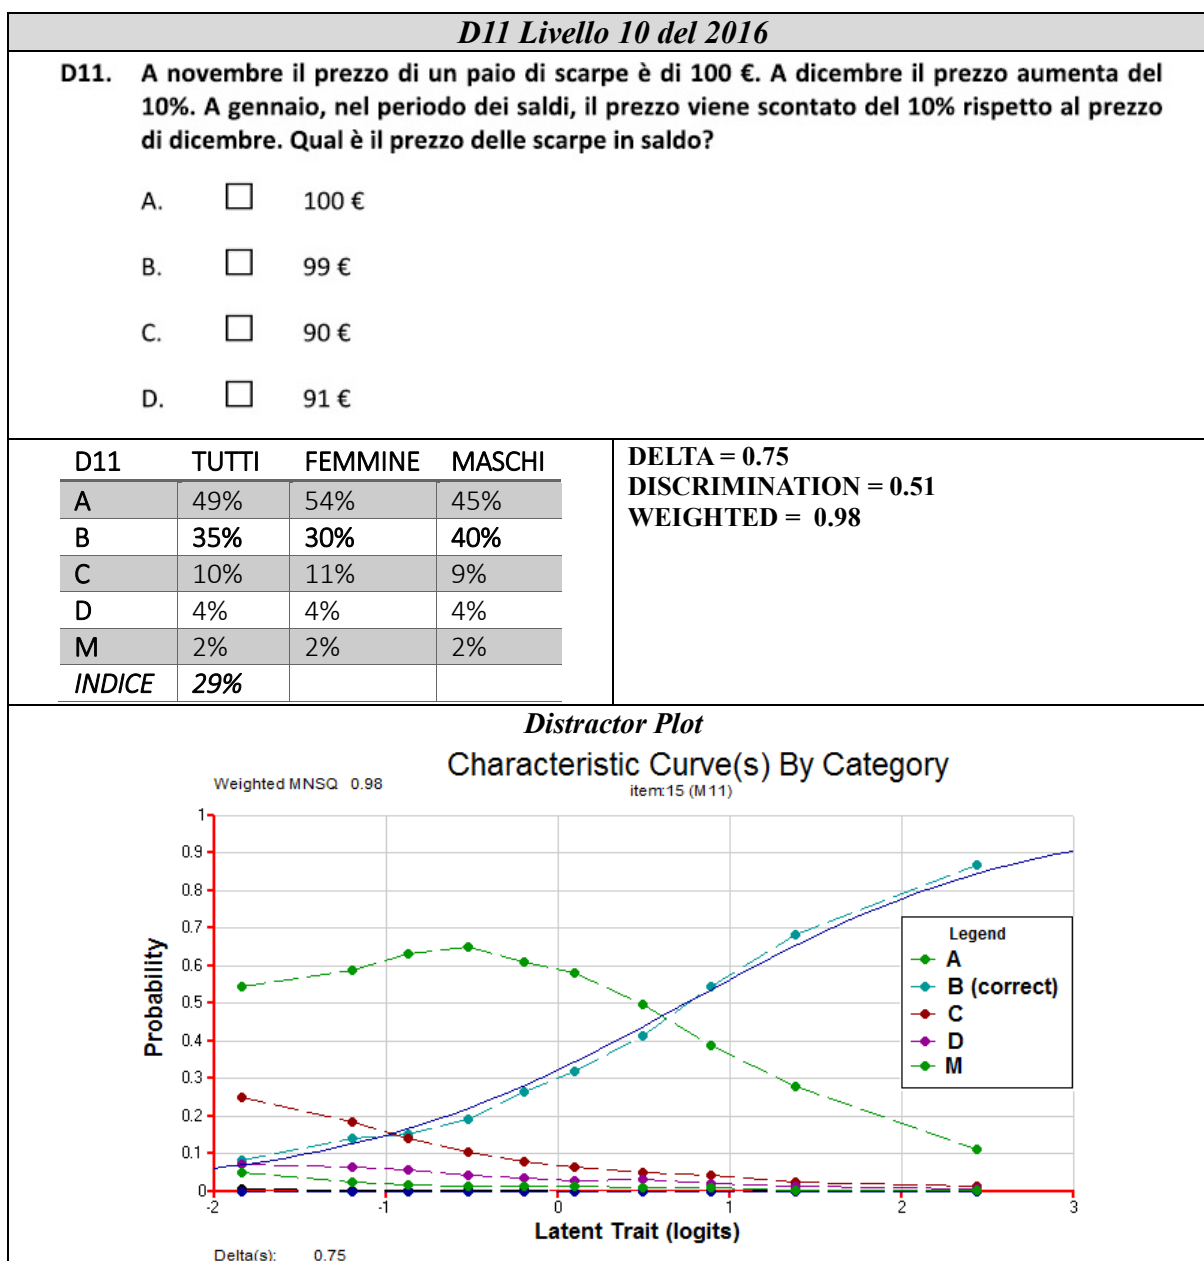 D11 Livello 10 del 2016
D11. A novembre il prezzo di un paio di scarpe è di 100 €. A dicembre il prezzo aumenta del
10%. A gennaio, nel periodo dei saldi, il prezzo viene scontato del 10% rispetto al prezzo
di dicembre. Qual è il prezzo delle scarpe in saldo?
A. 100 €
B. 99 €
C. 90 €
D. 91 €
D11 TUTTI FEMMINE MASCHI
A 49% 54% 45%
B 35% 30% 40%
C 10% 11% 9%
D 4% 4% 4%
M 2% 2% 2%
INDICE 29%
DELTA = 0.75
DISCRIMINATION = 0.51
WEIGHTED = 0.98
Distractor Plot
Characteristic Curve(s) By Category
Weighted MNSQ 0.98
item:15 (M11)
1
0.9
0.8
0.7
0.6
0.5
0.4
0.3
0.2
0.1
0
Probability
Legend
A
B (correct)
C
D
M
-2 -1 0 1 2 3
Latent Trait (logits)
Delta(s): 0.75